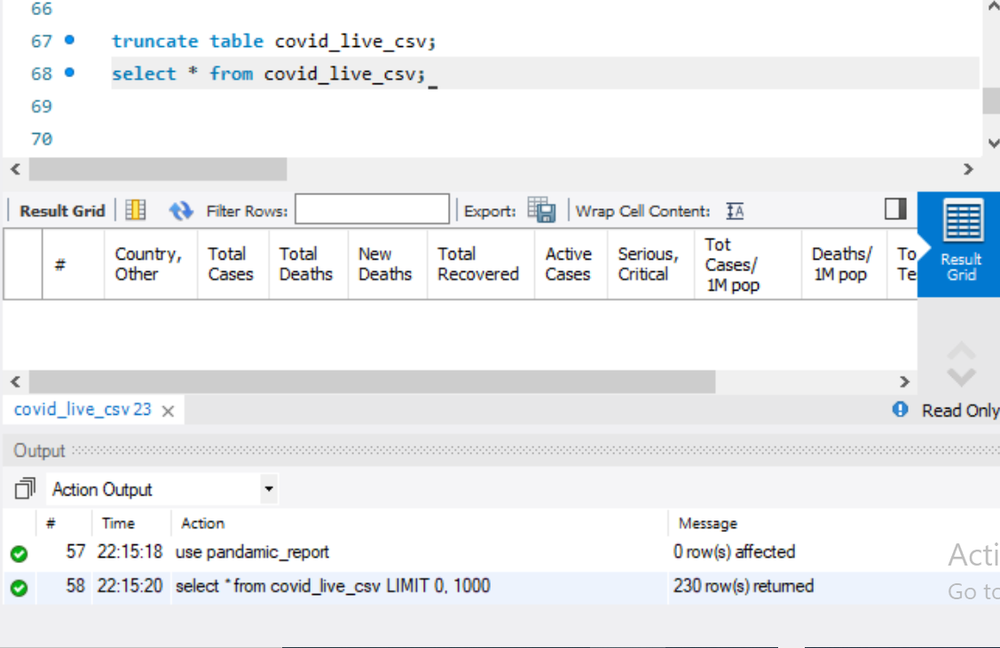 66
67 truncate table covid_live_csv;
68 select * from covid_live_csv;
69
70
Result Grid Filter Rows: Export: Wrap Cell Content:
# Country, Other Total Cases Total Deaths New Deaths Total Recovered Active Cases Serious, Critical Tot Cases/ 1M pop Deaths/ 1M pop To Te
Result Grid
covid_live_csv 23 Read Only
Output
Action Output
# Time Action Message
57 22:15:18 use pandamic_report 0 row(s) affected
Acti
58 22:15:20 select * from covid_live_csv LIMIT 0, 1000 230 row(s) returned
Go to